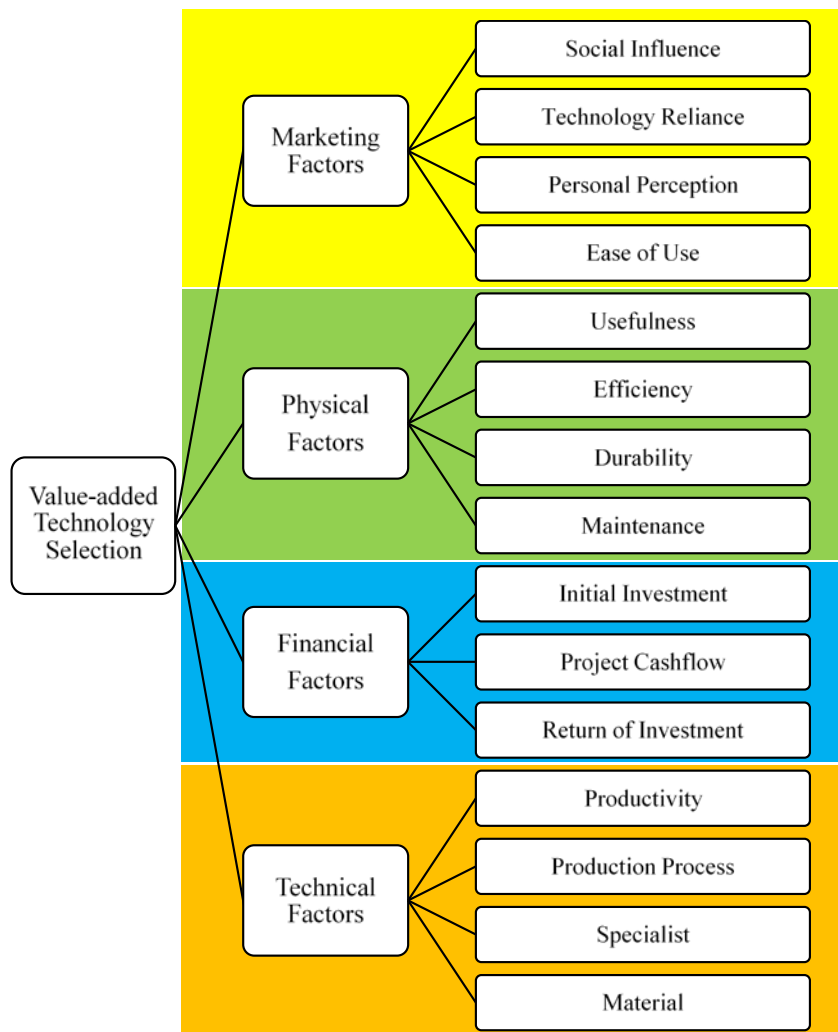 Value-added
Technology
Selection
Marketing
Factors
Social Influence
Technology Reliance
Personal Perception
Ease of Use
Physical
Factors
Usefulness
Efficiency
Durability
Maintenance
Financial
Factors
Initial Investment
Project Cashflow
Return of Investment
Technical
Factors
Productivity
Production Process
Specialist
Material